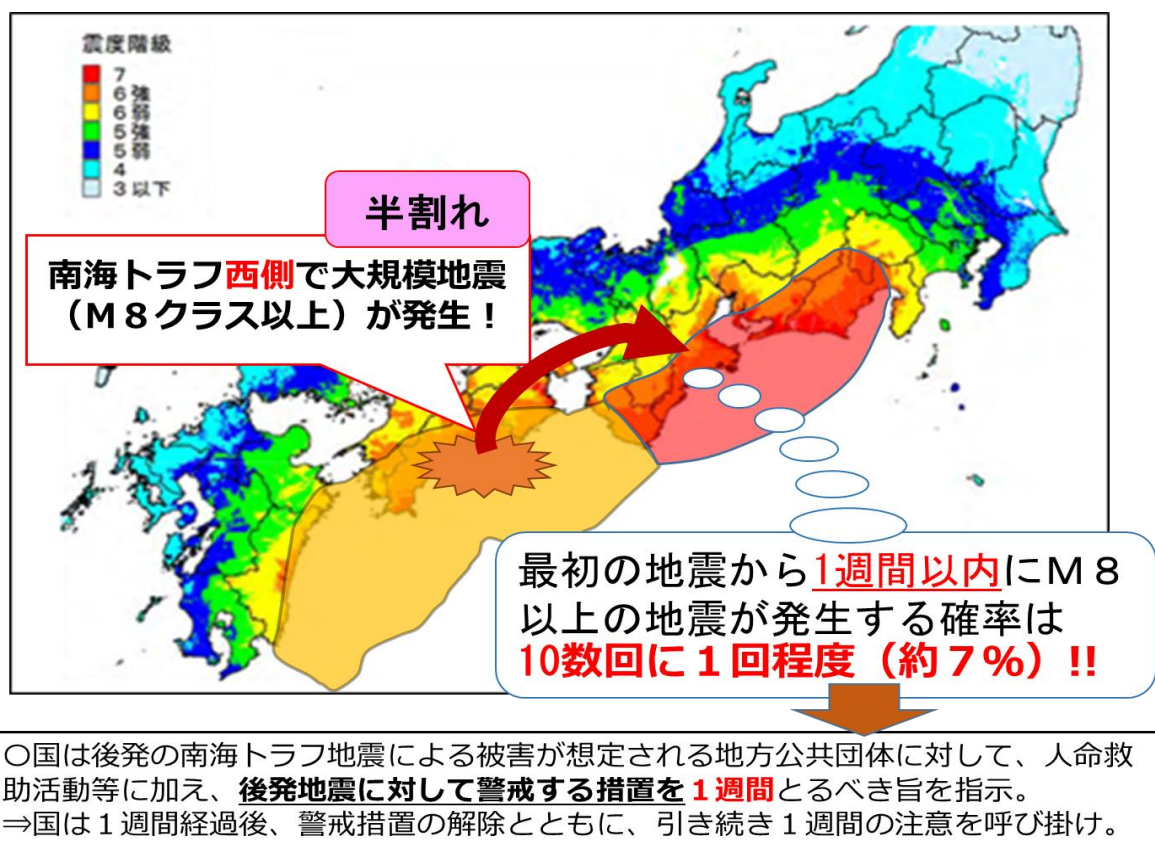 震度階級
7
6強
6弱
5強
5弱
4
3以下
半割れ
南海トラフ西側で大規模地震
（Ｍ８クラス以上）が発生！
最初の地震から1週間以内にＭ８
以上の地震が発生する確率は
10数回に１回程度（約７%）!!
〇国は後発の南海トラフ地震による被害が想定される地方公共団体に対して、人命救
助活動等に加え、後発地震に対して警戒する措置を１週間とるべき旨を指示。
⇒国は１週間経過後、警戒措置の解除とともに、引き続き１週間の注意を呼び掛け。